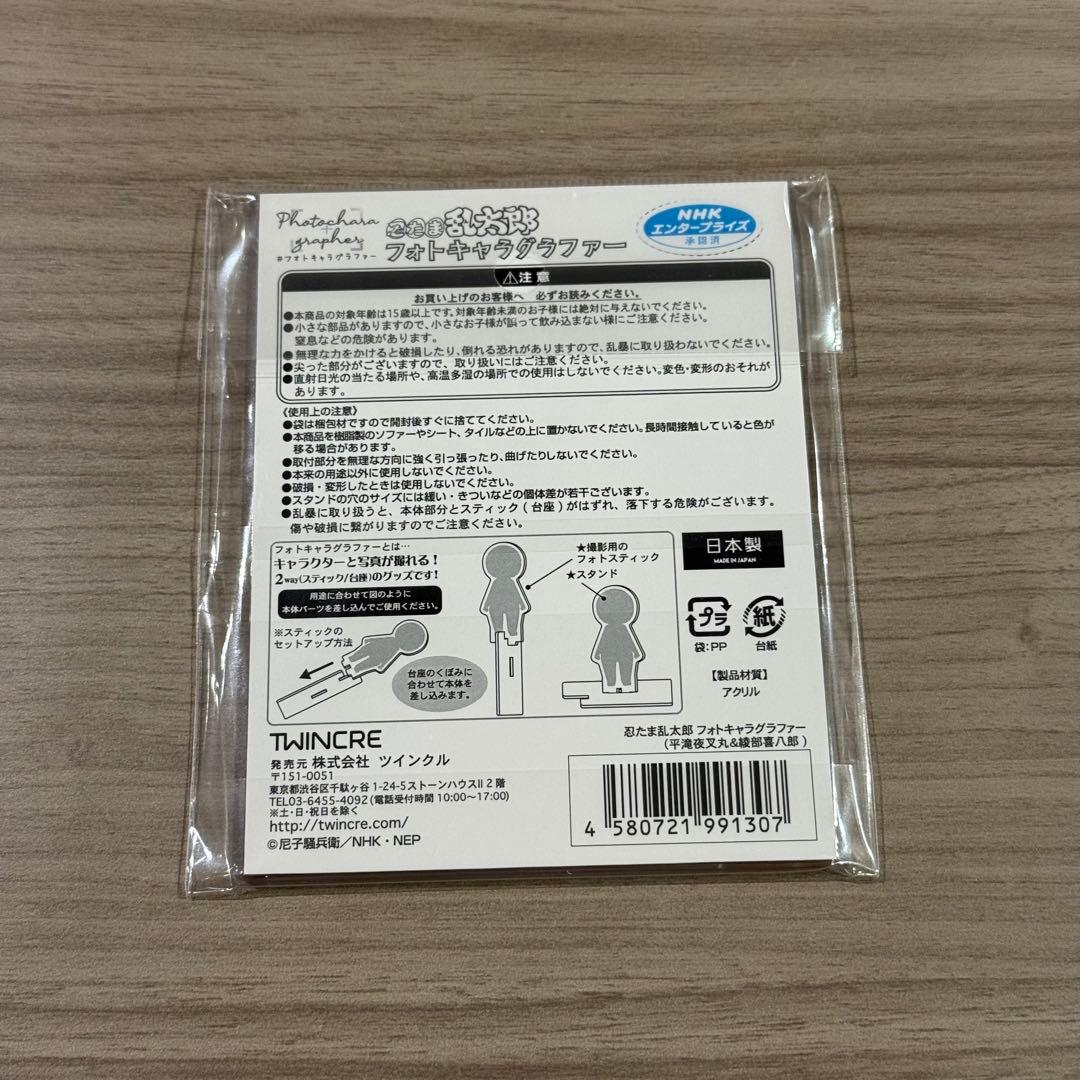 Photochara
+
grapher
#フォトキャラグラファー
忍たま乱太郎
フォトキャラグラファー
NHK
エンタープライズ
承認済
⚠注意
お買い上げのお客様へ 必ずお読みください。
●本商品の対象年齢は15歳以上です。対象年齢未満のお子様には絶対に与えないでください。
●小さな部品がありますので、小さなお子様が誤って飲み込まない様にご注意ください。
窒息などの危険があります。
●無理な力をかけると破損したり、倒れる恐れがありますので、乱暴に取り扱わないでください。
●尖った部分がございますので、取り扱いにはご注意ください。
●直射日光の当たる場所や、高温多湿の場所での使用はしないでください。変色・変形のおそれが
あります。
《使用上の注意》
●袋は梱包材ですので開封後すぐに捨ててください。
●本商品を樹脂製のソファーやシート、タイルなどの上に置かないでください。長時間接触していると色が
移る場合があります。
●取付部分を無理な方向に強く引っ張ったり、曲げたりしないでください。
●本来の用途以外に使用しないでください。
●破損・変形したときは使用しないでください。
●スタンドの穴のサイズには緩い・きついなどの個体差が若干ございます。
●乱暴に取り扱うと、本体部分とスティック(台座)がはずれ、落下する危険がございます。
傷や破損に繋がりますのでご注意ください。
フォトキャラグラファーとは…
キャラクターと写真が撮れる!
2way(スティック/台座)のグッズです!
用途に合わせて図のように
本体パーツを差し込んでご使用ください。
※スティックの
セットアップ方法
台座のくぼみに
合わせて本体を
差し込みます。
★撮影用の
フォトスティック
★スタンド
日本製
MADE IN JAPAN
プラ
袋:PP
紙
台紙
【製品材質】
アクリル
TWINCRE
発売元 株式会社 ツインクル
〒151-0051
東京都渋谷区千駄ヶ谷 1-24-5ストーンハウスⅡ 2 階
TEL03-6455-4092 (電話受付時間 10:00～17:00)
※土・日・祝日を除く
http://twincre.com/
©尼子騒兵衛/NHK・NEP
忍たま乱太郎 フォトキャラグラファー
(平滝夜叉丸&綾部喜八郎)
4 580721 991307